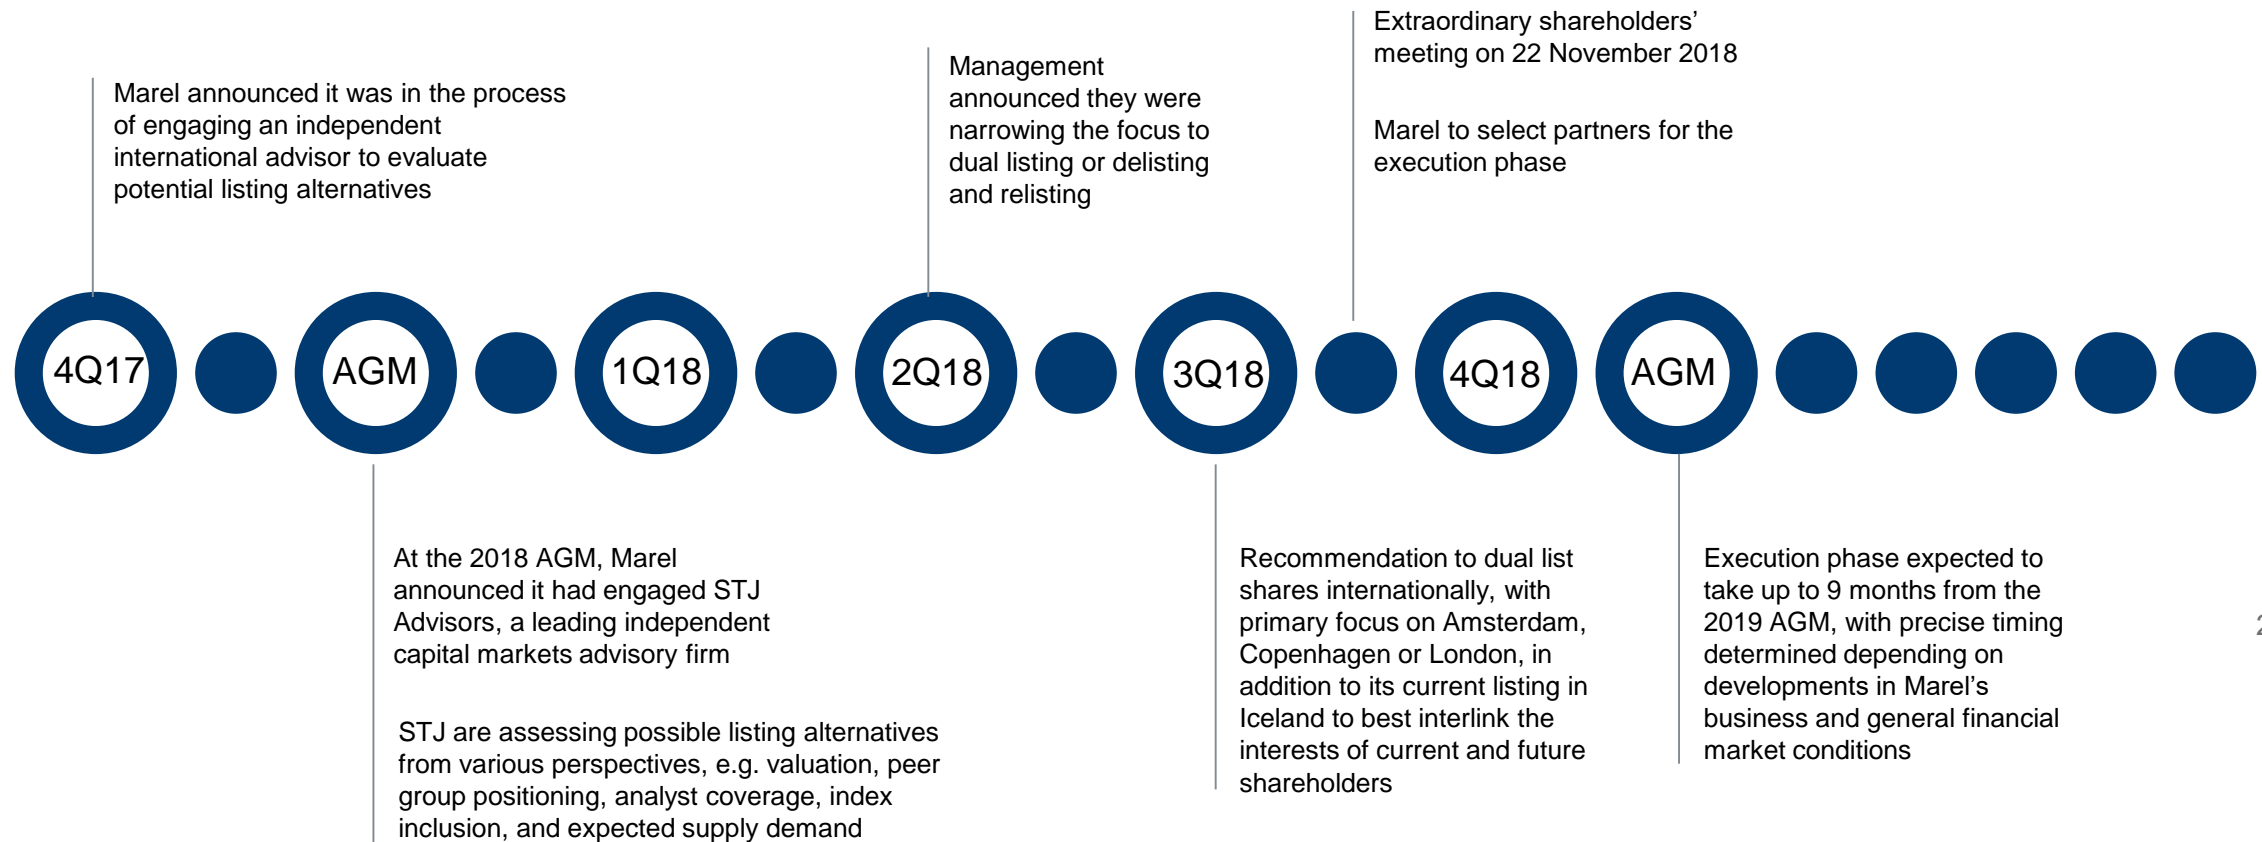 Extraordinary shareholders’
meeting on 22 November 2018
Marel to select partners for the
execution phase
Management
announced they were
narrowing the focus to
dual listing or delisting
and relisting
Marel announced it was in the process
of engaging an independent
international advisor to evaluate
potential listing alternatives
4Q17
AGM
1Q18
2Q18
3Q18
4Q18
AGM
At the 2018 AGM, Marel
announced it had engaged STJ
Advisors, a leading independent
capital markets advisory firm
STJ are assessing possible listing alternatives
from various perspectives, e.g. valuation, peer
group positioning, analyst coverage, index
inclusion, and expected supply demand
Recommendation to dual list
shares internationally, with
primary focus on Amsterdam,
Copenhagen or London, in
addition to its current listing in
Iceland to best interlink the
interests of current and future
shareholders
Execution phase expected to
take up to 9 months from the
2019 AGM, with precise timing
determined depending on
developments in Marel’s
business and general financial
market conditions